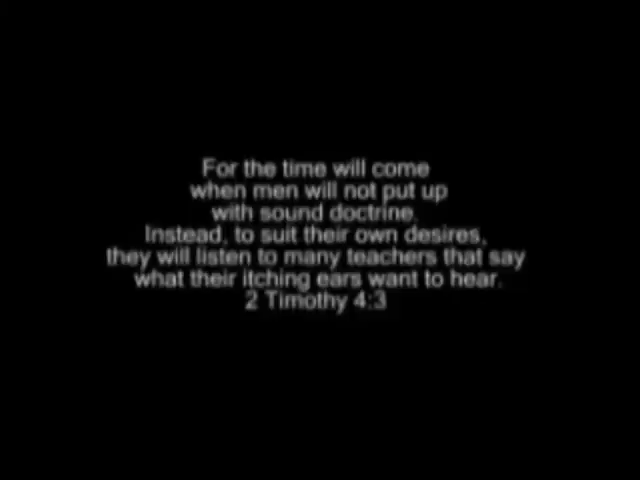 For the time will come
when men will not put up
with sound doctrine.
Instead, to suit their own desires,
they will listen to many teachers that say
what their itching ears want to hear.
2 Timothy 4:3